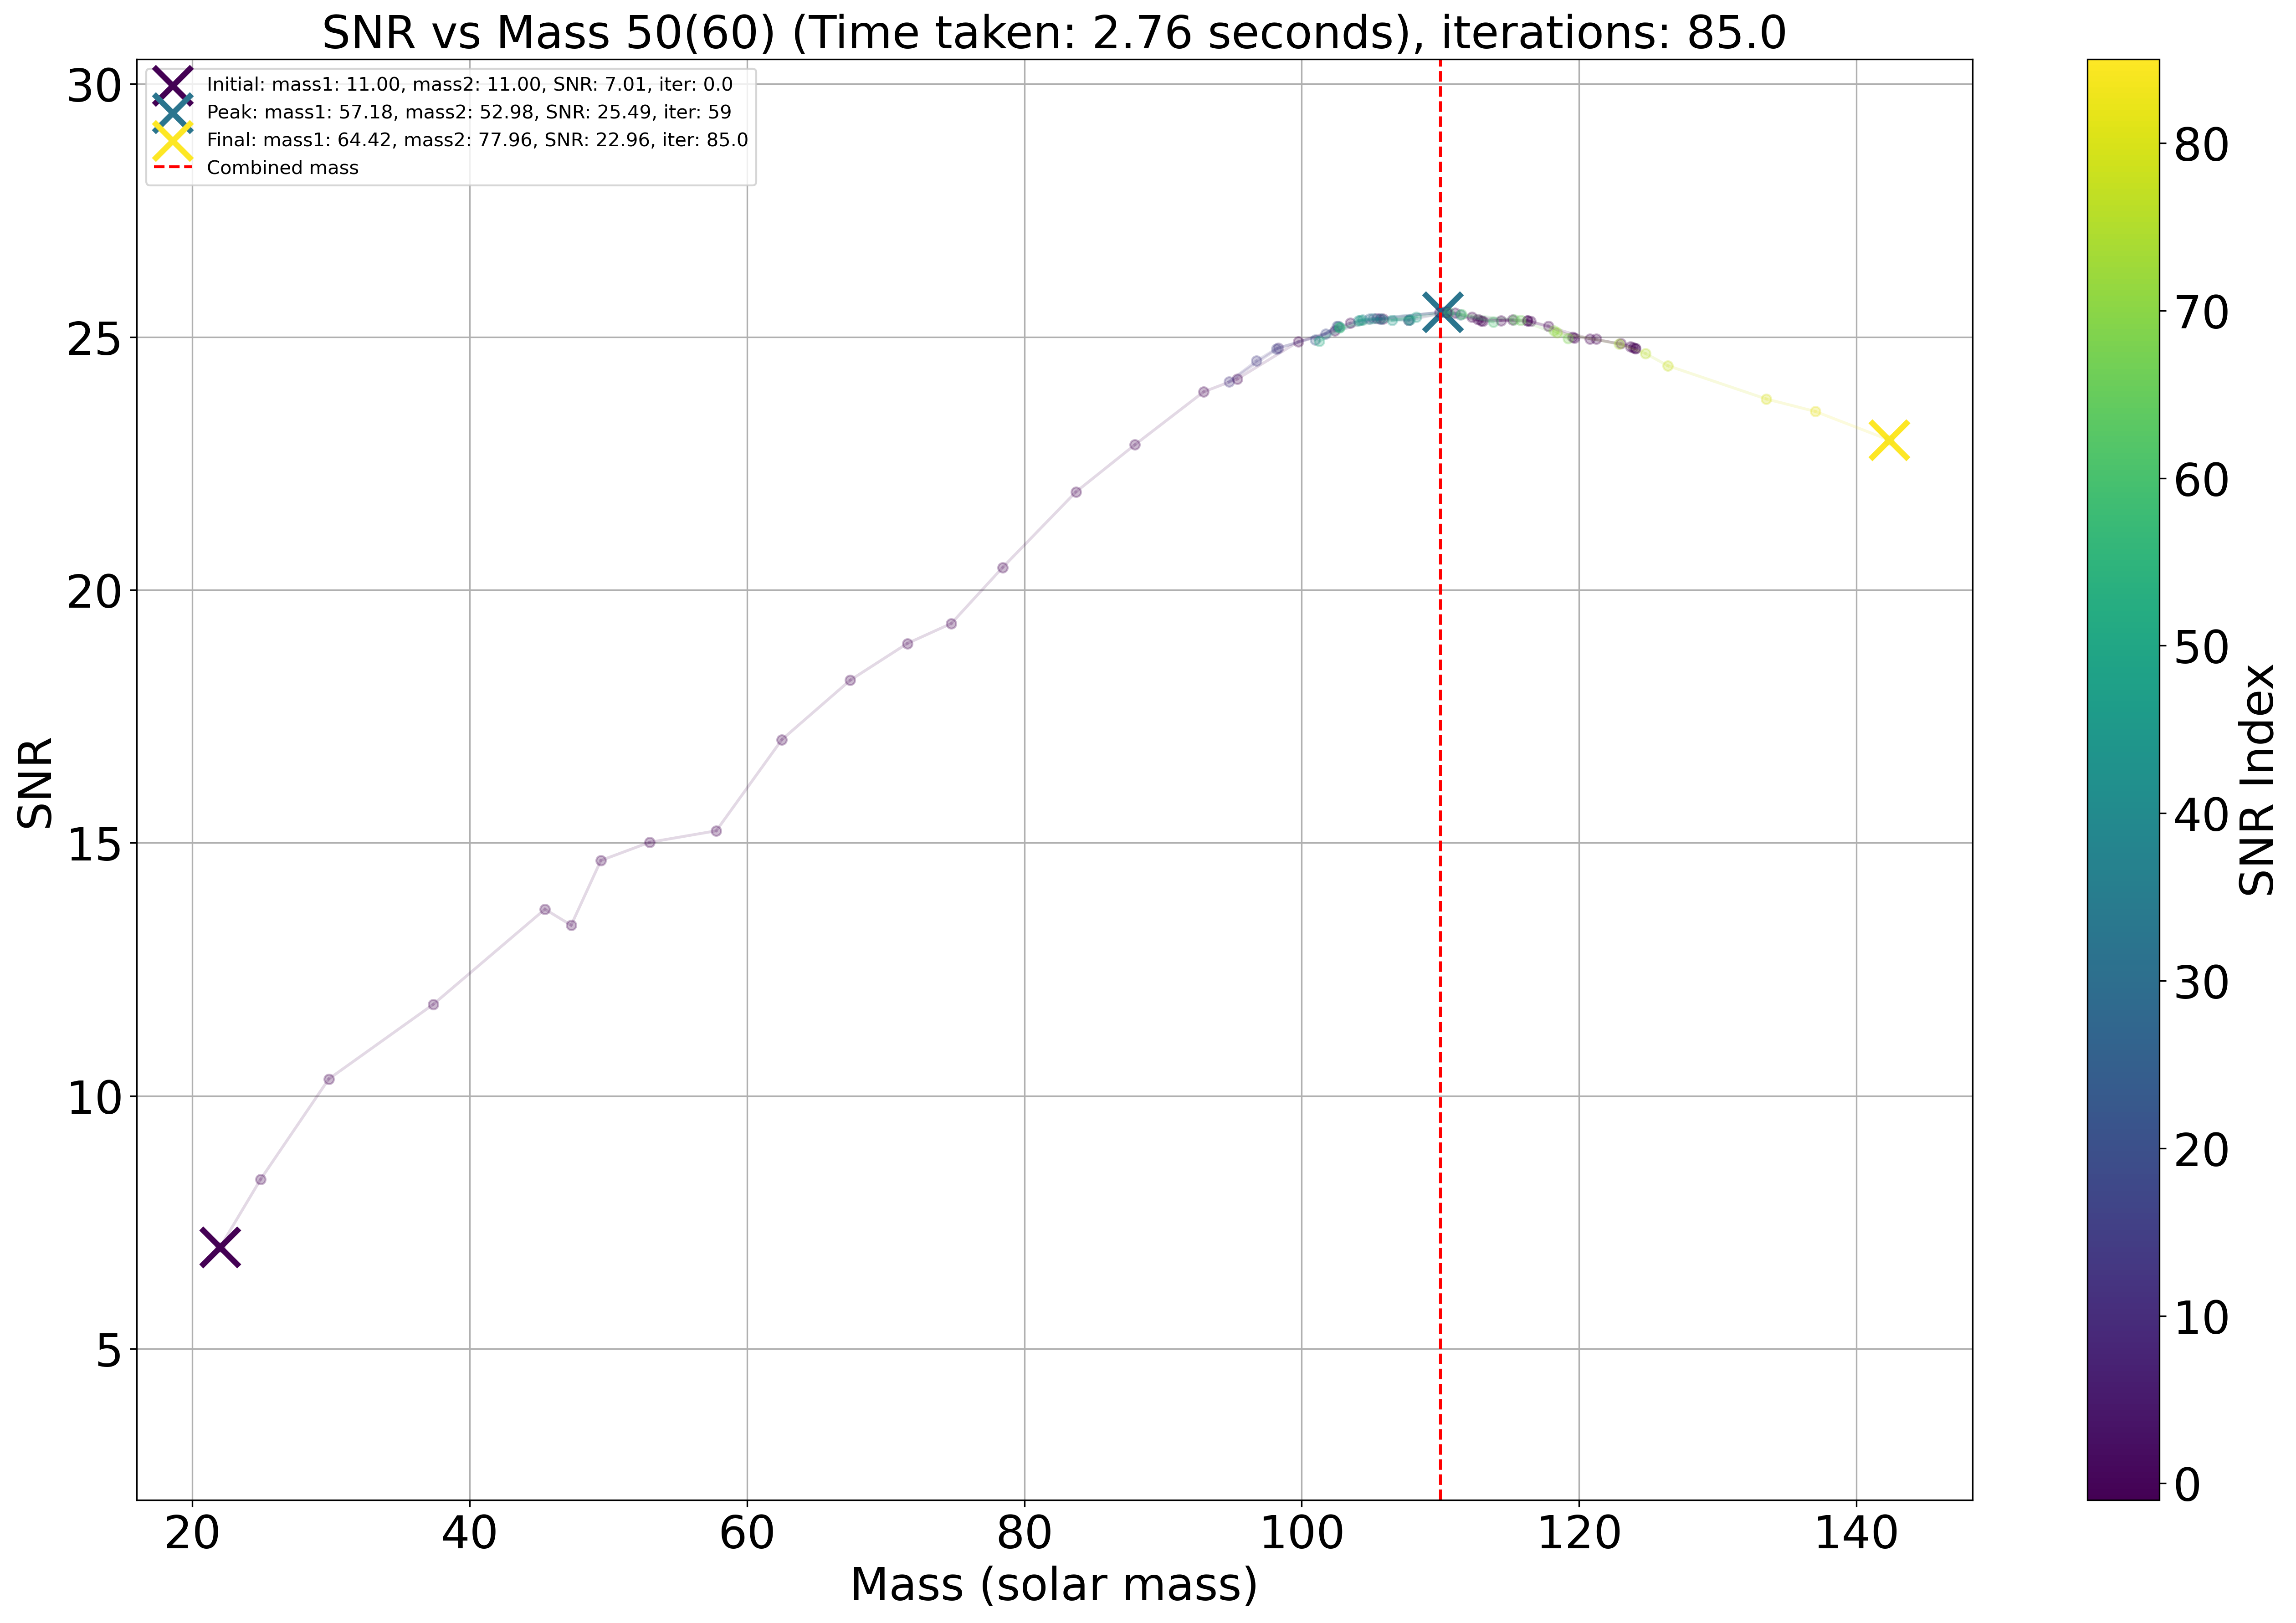 SNR vs Mass 50(60) (Time taken: 2.76 seconds), iterations: 85.0
Initial: mass1: 11.00, mass2: 11.00, SNR: 7.01, iter: 0.0
Peak: mass1: 57.18, mass2: 52.98, SNR: 25.49, iter: 59
Final: mass1: 64.42, mass2: 77.96, SNR: 22.96, iter: 85.0
Combined mass
30
25
20
15
10
5
SNR
20 40 60 80 100 120 140
Mass (solar mass)
80
70
60
50
40
30
20
10
0
SNR Index